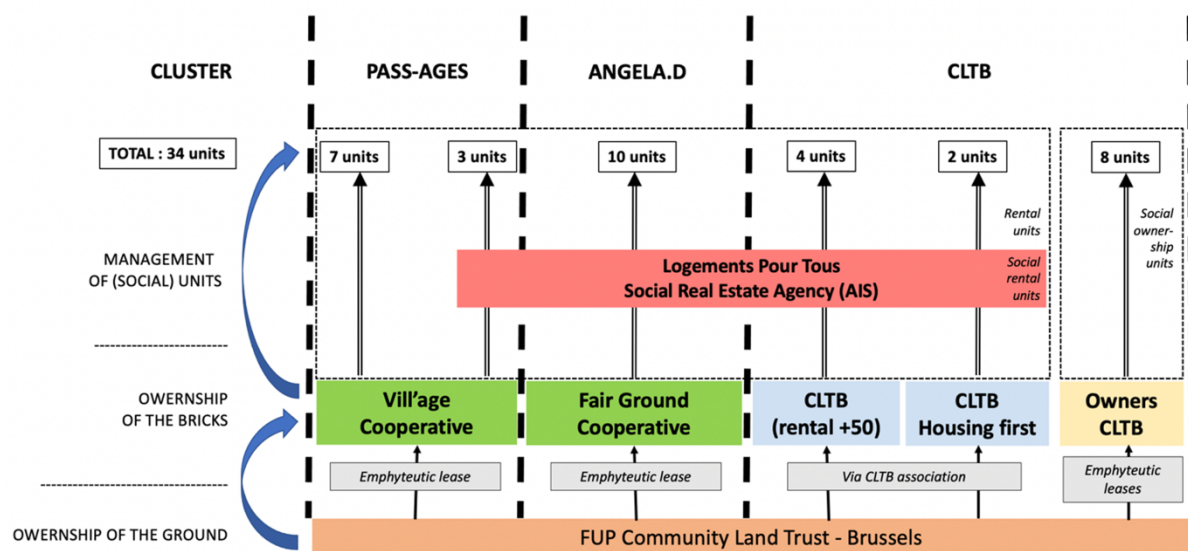 CLUSTER
PASS-AGES
ANGELA.D
CLTB
TOTAL : 34 units
7 units
3 units
10 units
4 units
2 units
8 units
Rental
units
Social
owner-
ship
units
MANAGEMENT
OF (SOCIAL) UNITS
Logements Pour Tous
Social Real Estate Agency (AIS)
Social
rental
units
OWERNSHIP
OF THE BRICKS
Vill'age
Cooperative
Fair Ground
Cooperative
CLTB
(rental +50)
CLTB
Housing first
Owners
CLTB
Emphyteutic lease
Emphyteutic lease
Via CLTB association
Emphyteutic
leases
OWERNSHIP OF THE GROUND
FUP Community Land Trust - Brussels